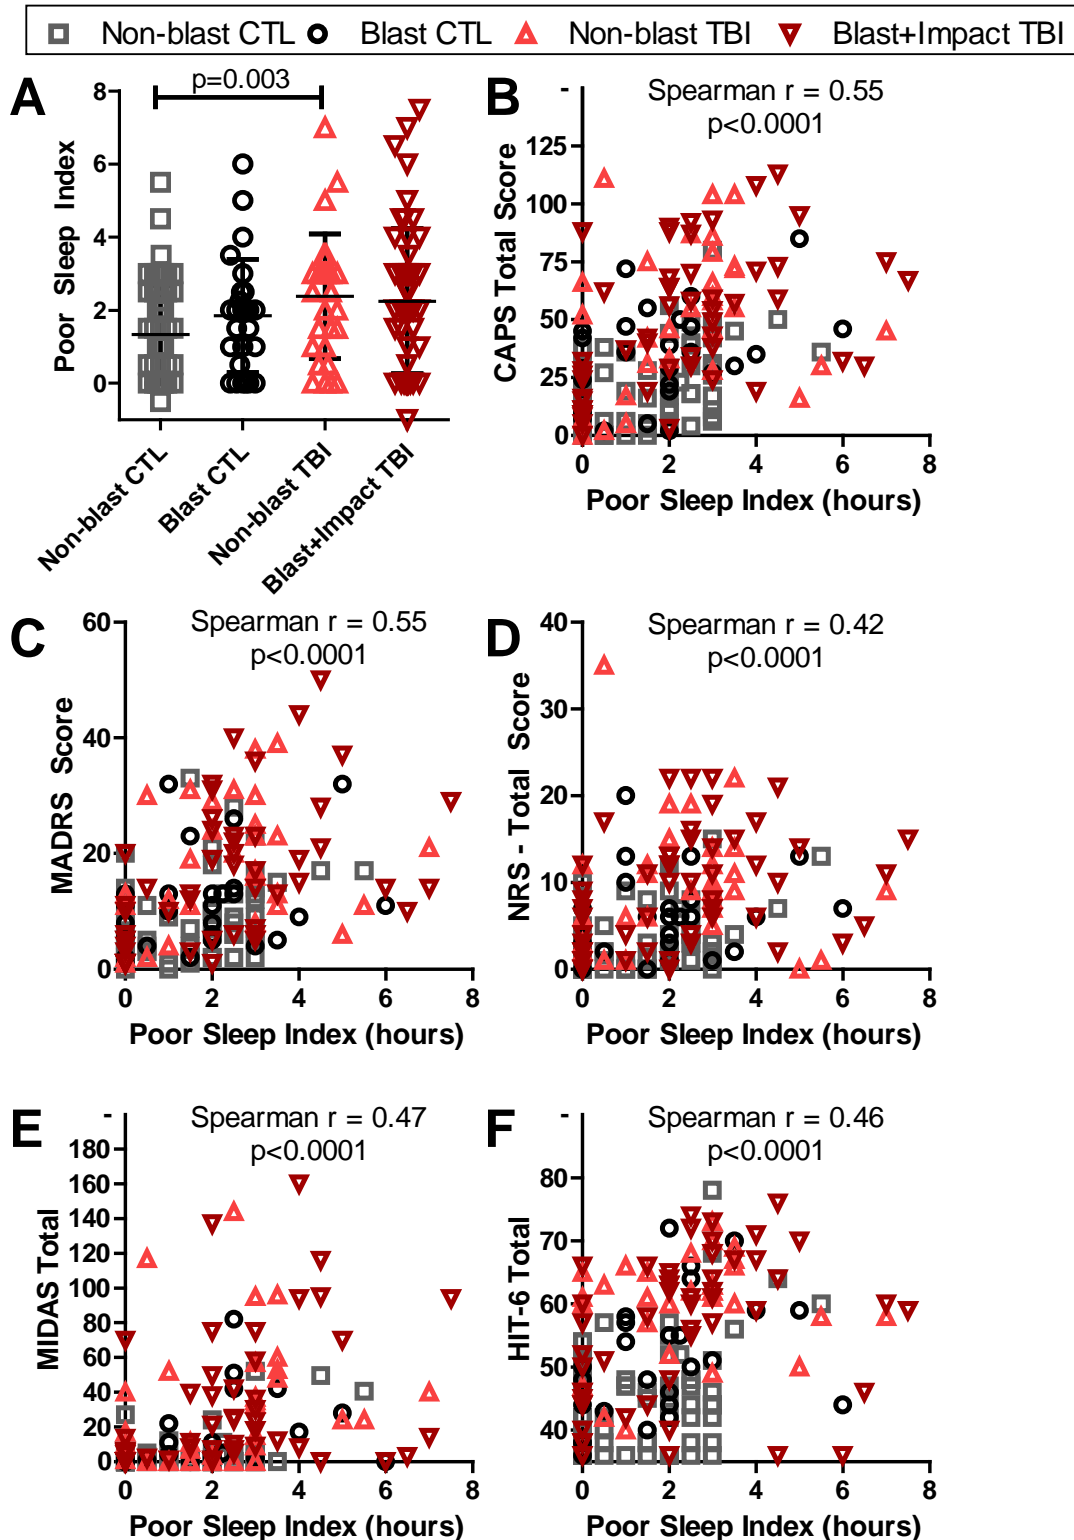 Non-blast CTL Blast CTL Non-blast TBI Blast+Impact TBI
A
p=0.003
Poor Sleep Index
8
6
4
2
0
Non-blast CTL
Blast CTL
Non-blast TBI
Blast+Impact TBI
B
Spearman r = 0.55
p<0.0001
CAPS Total Score
-
125
100
75
50
25
0
0 2 4 6 8
Poor Sleep Index (hours)
C
Spearman r = 0.55
p<0.0001
MADRS Score
60
40
20
0
0 2 4 6 8
Poor Sleep Index (hours)
D
Spearman r = 0.42
p<0.0001
NRS - Total Score
40
30
20
10
0
0 2 4 6 8
Poor Sleep Index (hours)
E
Spearman r = 0.47
p<0.0001
MIDAS Total
-
180
160
140
120
100
80
60
40
20
0
0 2 4 6 8
Poor Sleep Index (hours)
F
Spearman r = 0.46
p<0.0001
HIT-6 Total
-
80
70
60
50
40
0 2 4 6 8
Poor Sleep Index (hours)